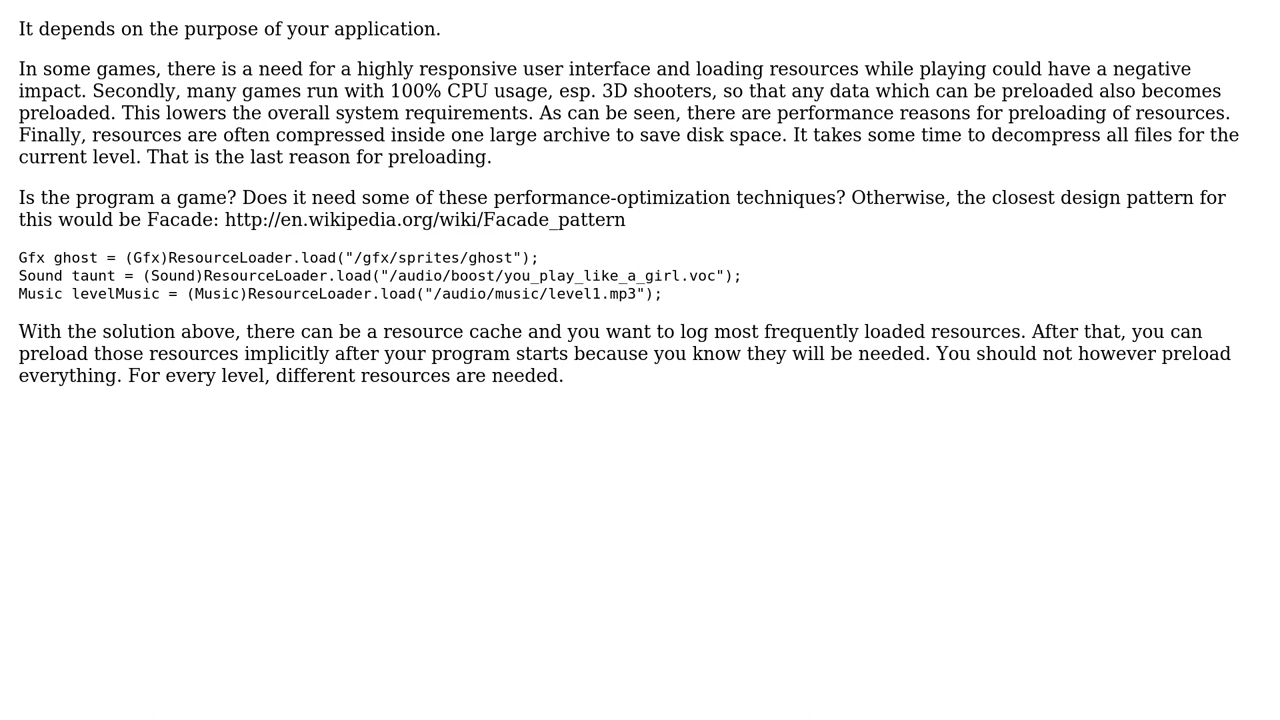 It depends on the purpose of your application.
In some games, there is a need for a highly responsive user interface and loading resources while playing could have a negative
impact. Secondly, many games run with 100% CPU usage, esp. 3D shooters, so that any data which can be preloaded also becomes
preloaded. This lowers the overall system requirements. As can be seen, there are performance reasons for preloading of resources.
Finally, resources are often compressed inside one large archive to save disk space. It takes some time to decompress all files for the
current level. That is the last reason for preloading.
Is the program a game? Does it need some of these performance-optimization techniques? Otherwise, the closest design pattern for
this would be Facade: http://en.wikipedia.org/wiki/Facade_pattern
Gfx ghost = (Gfx)ResourceLoader.load("/gfx/sprites/ghost");
Sound taunt = (Sound)ResourceLoader.load("/audio/boost/you_play_like_a_girl.voc");
Music levelMusic = (Music)ResourceLoader.load("/audio/music/level1.mp3");
With the solution above, there can be a resource cache and you want to log most frequently loaded resources. After that, you can
preload those resources implicitly after your program starts because you know they will be needed. You should not however preload
everything. For every level, different resources are needed.